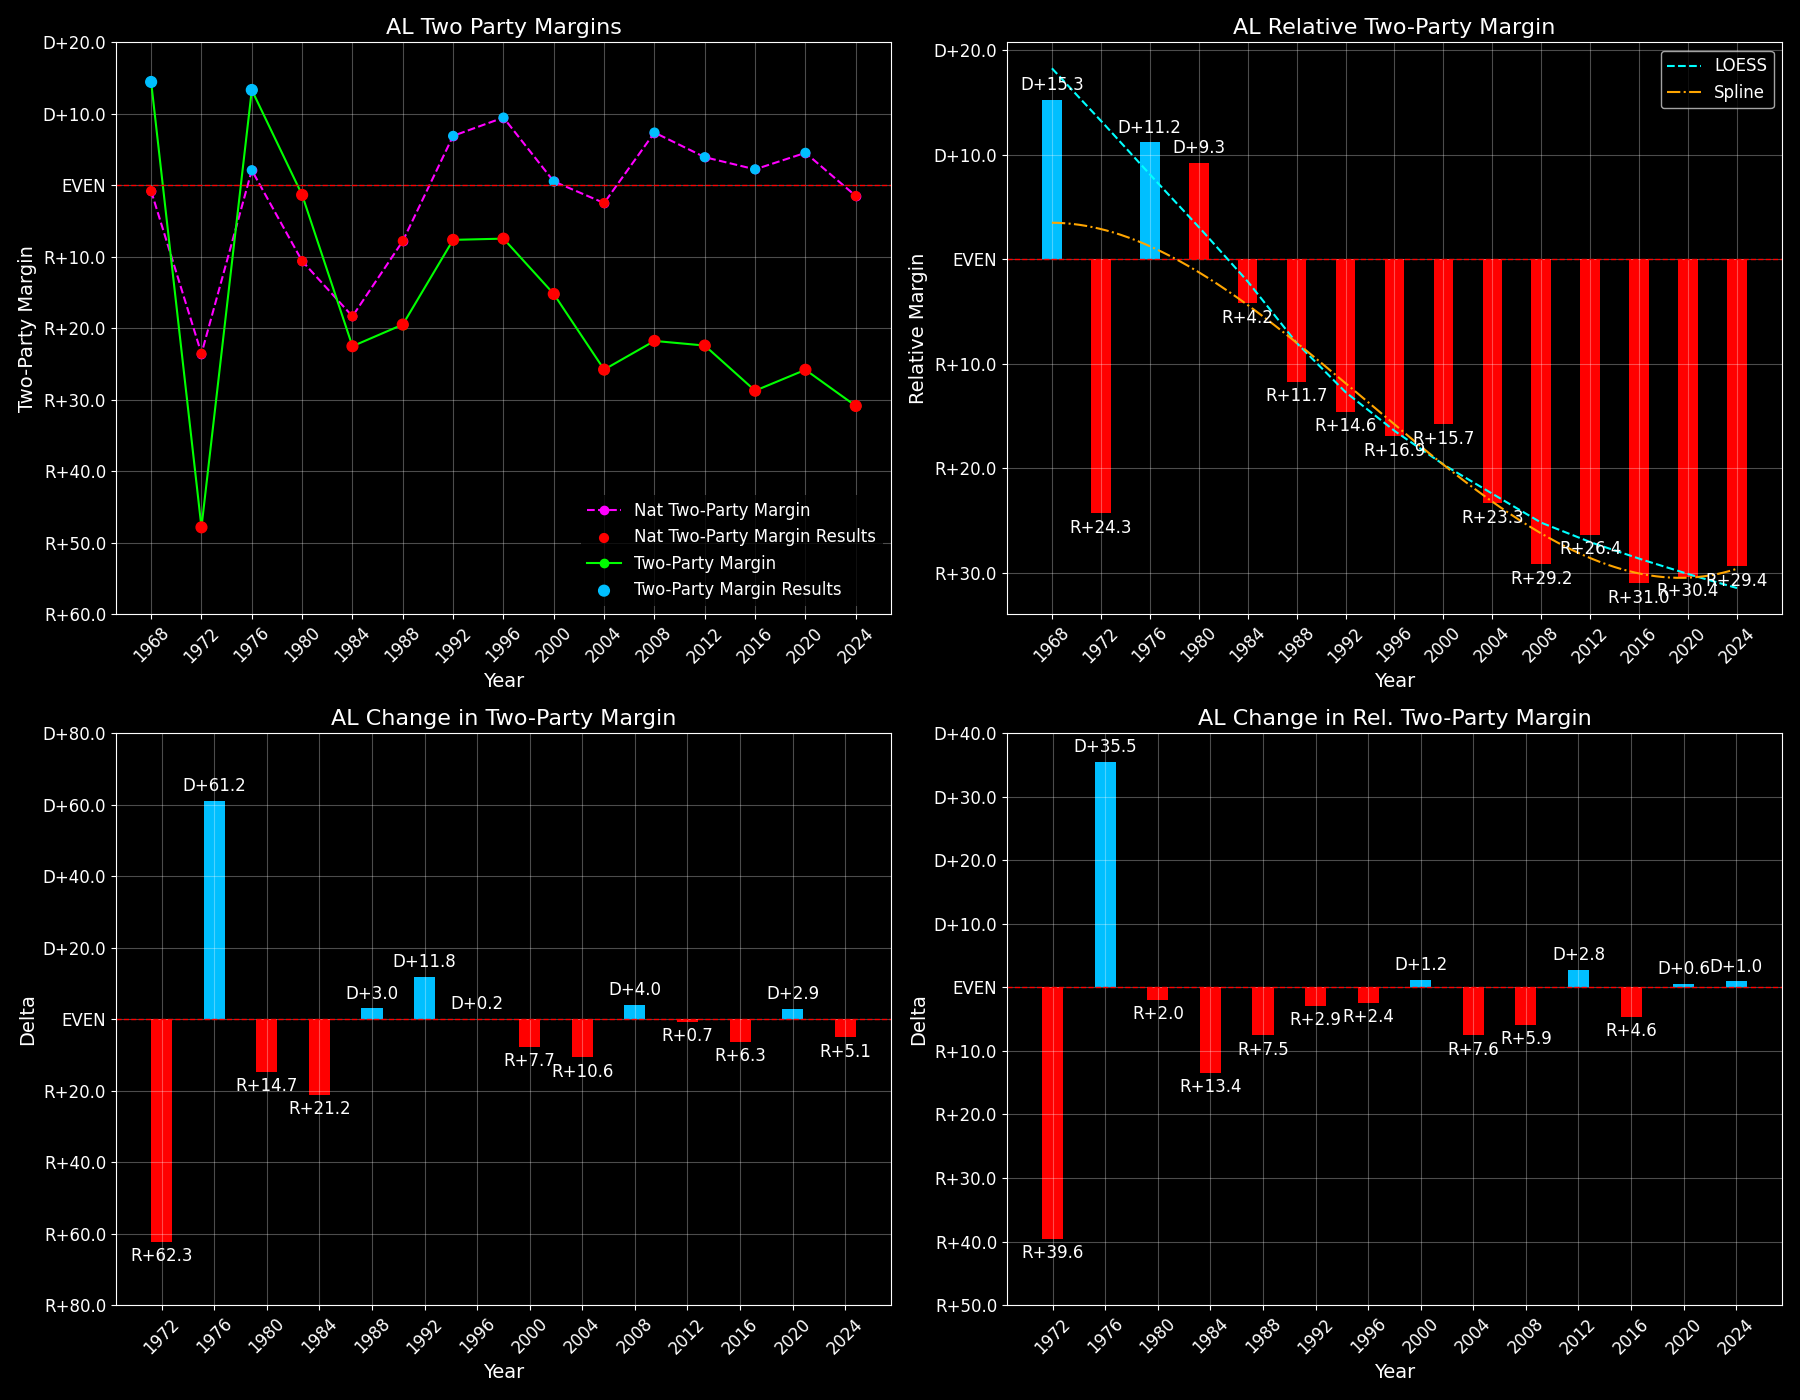 AL Two Party Margins
D+20.0
D+10.0
EVEN
R+10.0
R+20.0
R+30.0
R+40.0
R+50.0
R+60.0
Two-Party Margin
Nat Two-Party Margin
Nat Two-Party Margin Results
Two-Party Margin
Two-Party Margin Results
1968 1972 1976 1980 1984 1988 1992 1996 2000 2004 2008 2012 2016 2020 2024
Year
AL Relative Two-Party Margin
D+20.0
D+10.0
EVEN
R+10.0
R+20.0
R+30.0
Relative Margin
LOESS
Spline
D+15.3
R+24.3
D+11.2
D+9.3
R+4.2
R+11.7
R+14.6
R+16.9
R+15.7
R+23.3
R+29.2
R+26.4
R+31.0
R+30.4
R+29.4
1968 1972 1976 1980 1984 1988 1992 1996 2000 2004 2008 2012 2016 2020 2024
Year
AL Change in Two-Party Margin
D+80.0
D+60.0
D+40.0
D+20.0
EVEN
R+20.0
R+40.0
R+60.0
R+80.0
Delta
R+62.3
D+61.2
R+14.7
R+21.2
D+3.0
D+11.8
D+0.2
R+7.7
R+10.6
D+4.0
R+0.7
R+6.3
D+2.9
R+5.1
1972 1976 1980 1984 1988 1992 1996 2000 2004 2008 2012 2016 2020 2024
Year
AL Change in Rel. Two-Party Margin
D+40.0
D+30.0
D+20.0
D+10.0
EVEN
R+10.0
R+20.0
R+30.0
R+40.0
R+50.0
Delta
R+39.6
D+35.5
R+2.0
R+13.4
R+7.5
R+2.9
R+2.4
D+1.2
R+7.6
R+5.9
D+2.8
R+4.6
D+0.6
D+1.0
1972 1976 1980 1984 1988 1992 1996 2000 2004 2008 2012 2016 2020 2024
Year